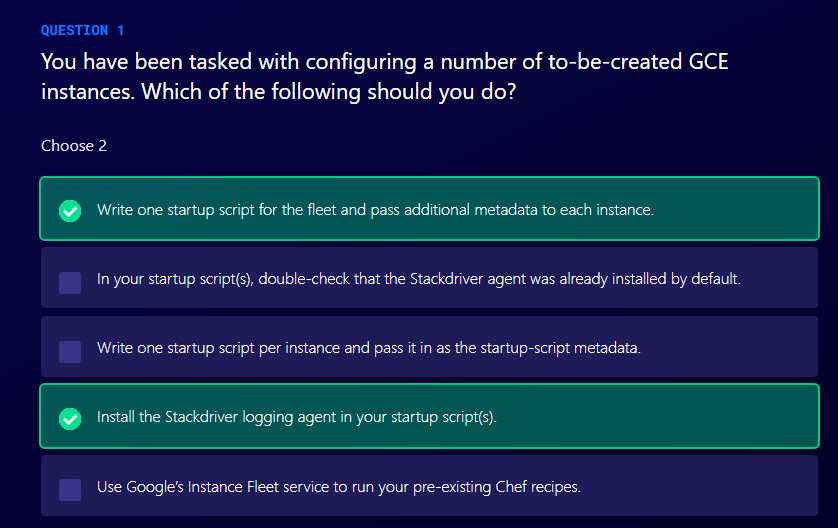 QUESTION 1
You have been tasked with configuring a number of to-be-created GCE
instances. Which of the following should you do?
Choose 2
Write one startup script for the fleet and pass additional metadata to each instance.
In your startup script(s), double-check that the Stackdriver agent was already installed by default.
Write one startup script per instance and pass it in as the startup-script metadata.
Install the Stackdriver logging agent in your startup script(s).
Use Google’s Instance Fleet service to run your pre-existing Chef recipes.